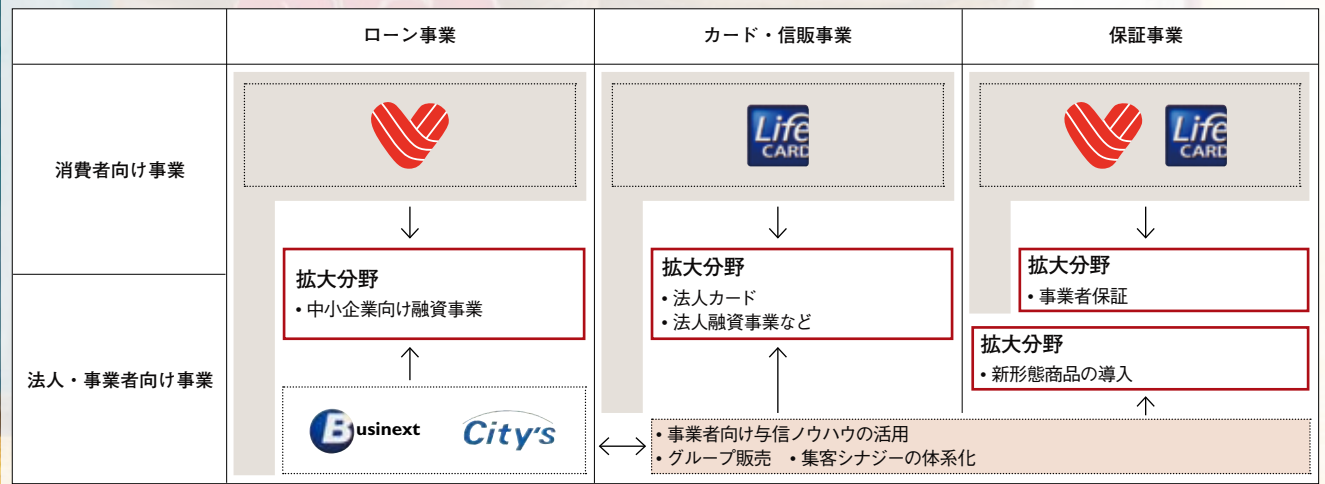 ローン事業
カード・信販事業
保証事業
消費者向け事業
Life
CARD
Life
CARD
拡大分野
• 中小企業向け融資事業
拡大分野
• 法人カード
• 法人融資事業など
拡大分野
• 事業者保証
法人・事業者向け事業
拡大分野
• 新形態商品の導入
Businext
City's
• 事業者向け与信ノウハウの活用
• グループ販売 • 集客シナジーの体系化